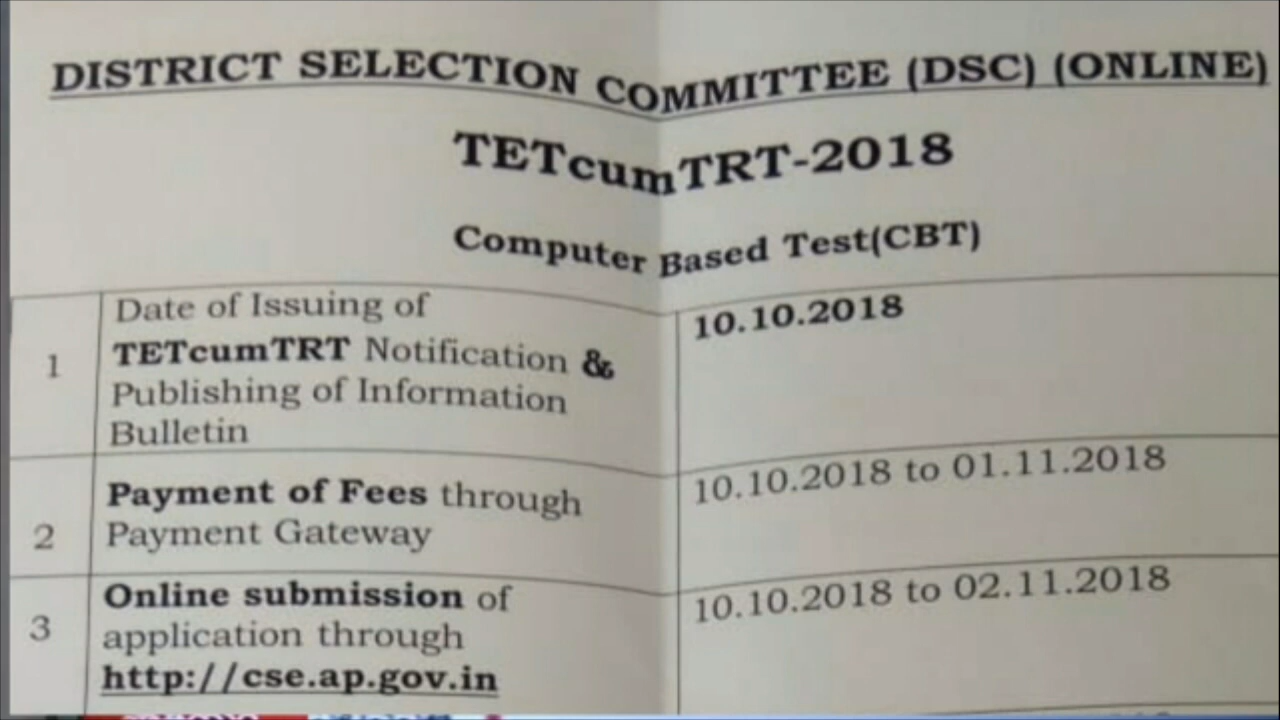 DISTRICT SELECTION COMMITTEE (DSC) (ONLINE)
TETcumTRT-2018
Computer Based Test(CBT)
1
Date of Issuing of
TETcumTRT Notification &
Publishing of Information
Bulletin
10.10.2018
2
Payment of Fees through
Payment Gateway
10.10.2018 to 01.11.2018
3
Online submission of
application through
http://cse.ap.gov.in
10.10.2018 to 02.11.2018